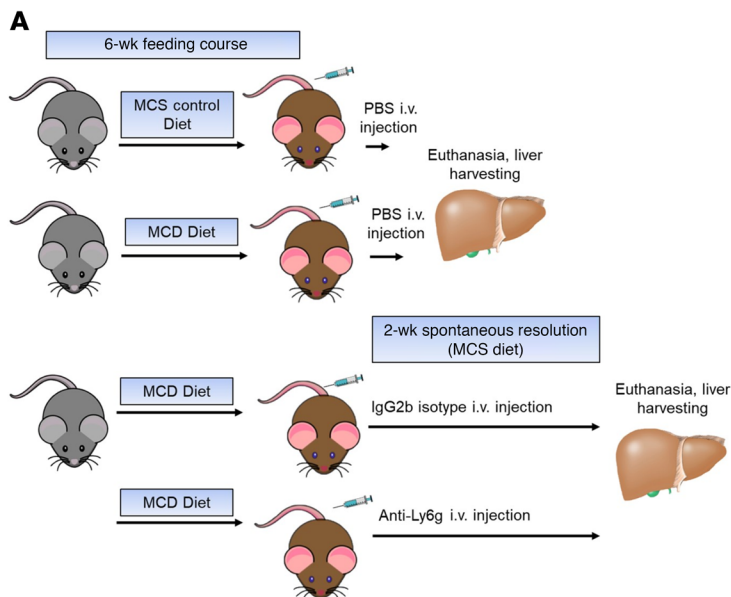 A
6-wk feeding course
MCS control
Diet
PBS i.v.
injection
Euthanasia, liver
harvesting
MCD Diet
PBS i.v.
injection
2-wk spontaneous resolution
(MCS diet)
MCD Diet
IgG2b isotype i.v. injection
Euthanasia, liver
harvesting
MCD Diet
Anti-Ly6g i.v. injection